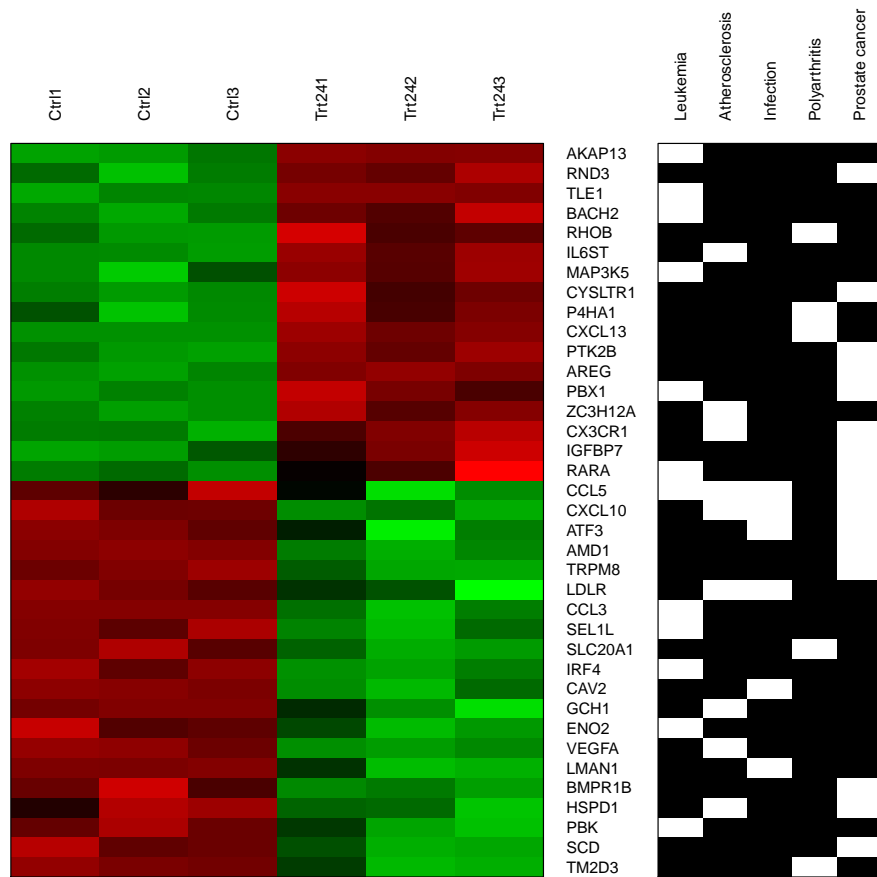 Ctrl1
Ctrl2
Ctrl3
Trt241
Trt242
Trt243
Leukemia
Atherosclerosis
Infection
Polyarthritis
Prostate cancer
AKAP13
RND3
TLE1
BACH2
RHOB
IL6ST
MAP3K5
CYSLTR1
P4HA1
CXCL13
PTK2B
AREG
PBX1
ZC3H12A
CX3CR1
IGFBP7
RARA
CCL5
CXCL10
ATF3
AMD1
TRPM8
LDLR
CCL3
SEL1L
SLC20A1
IRF4
CAV2
GCH1
ENO2
VEGFA
LMAN1
BMPR1B
HSPD1
PBK
SCD
TM2D3